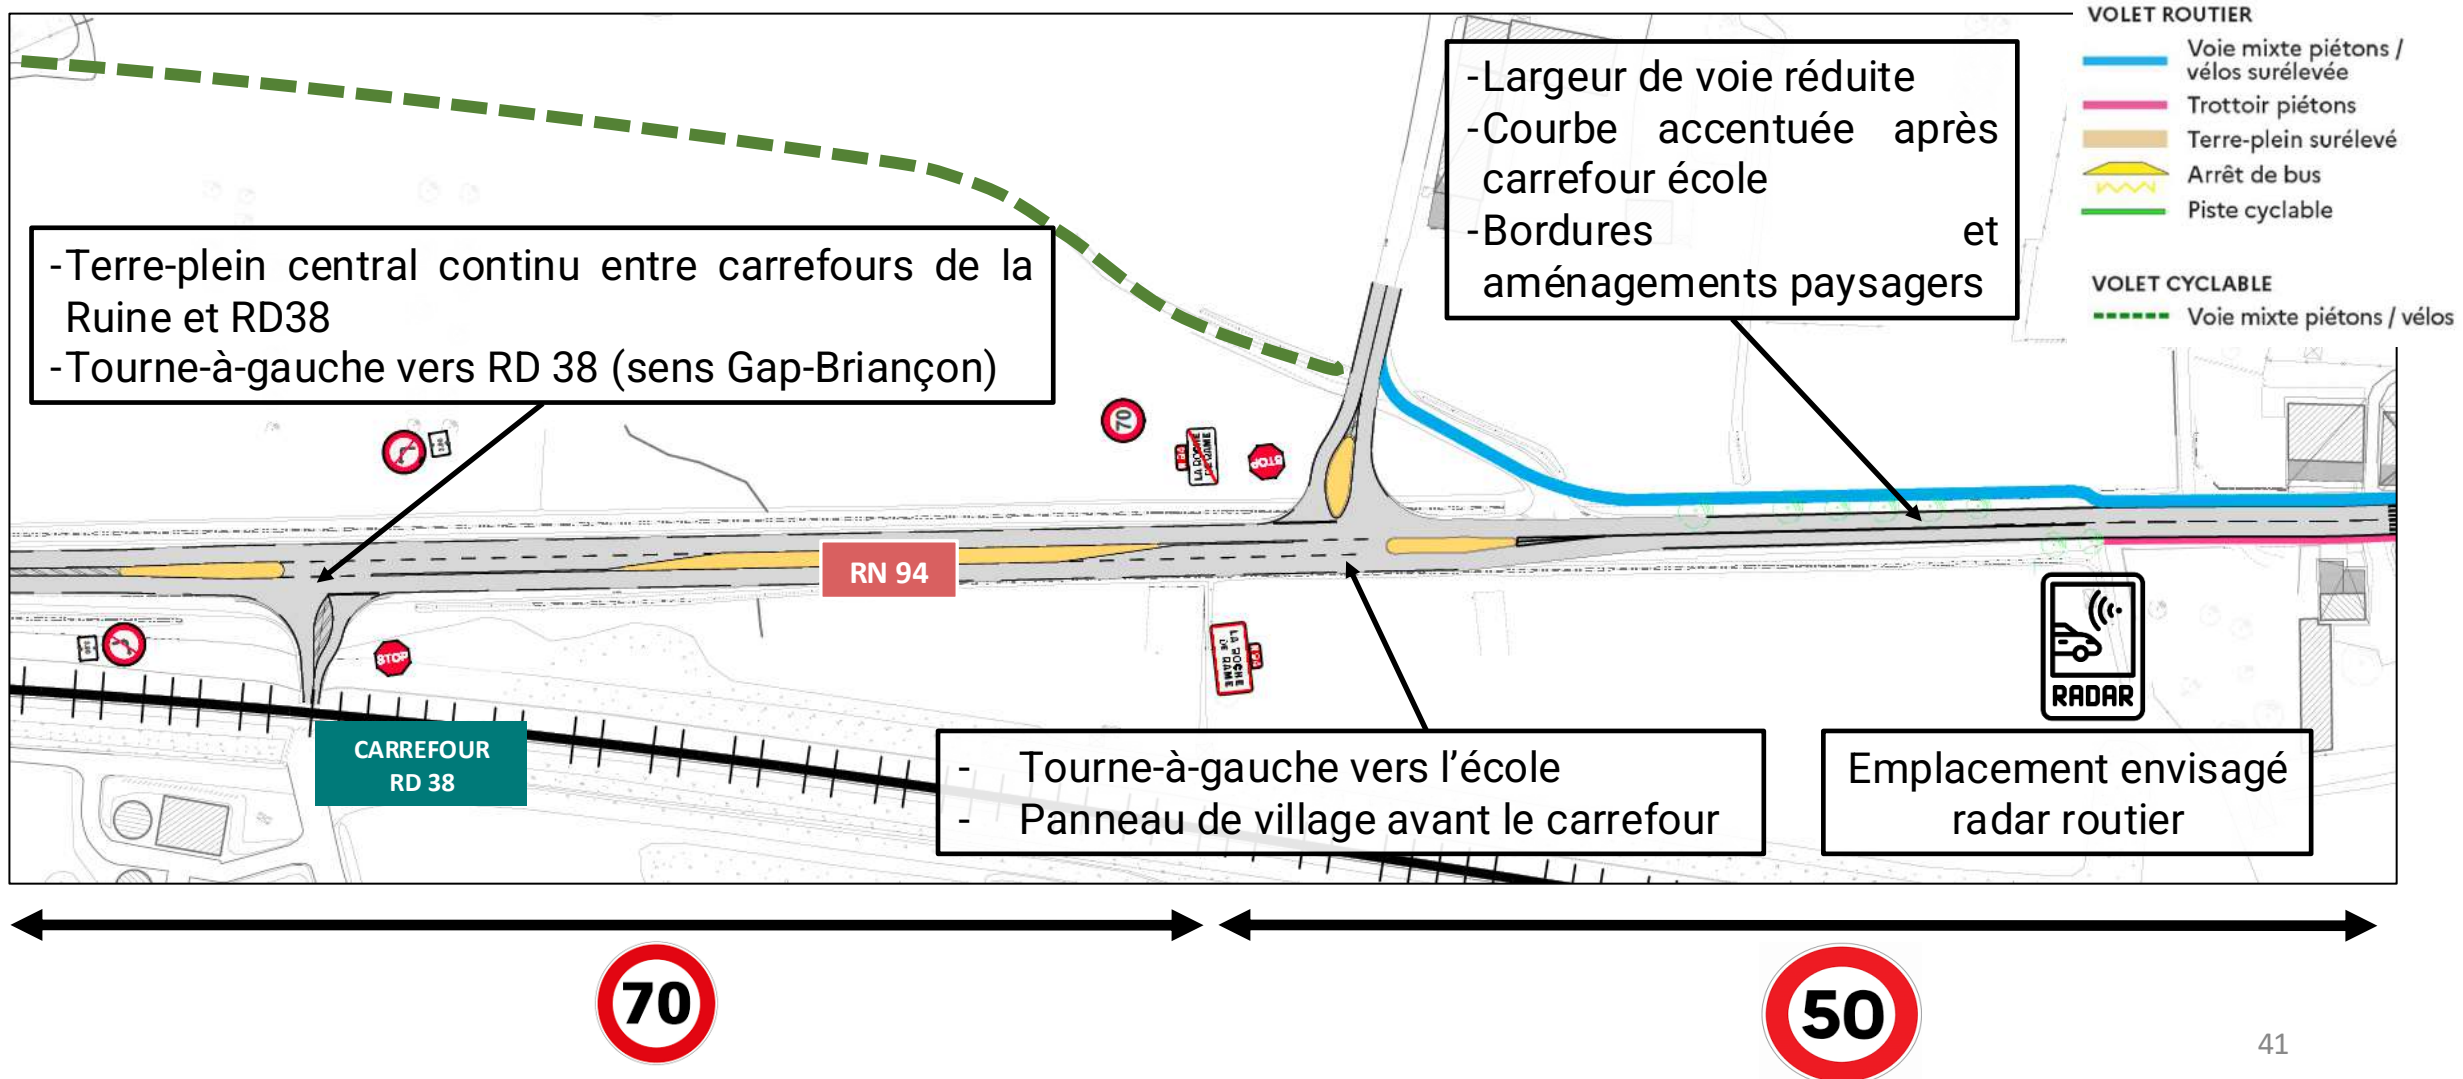 VOLET ROUTIER
Voie mixte piétons /
vélos surélevée
Trottoir piétons
Terre-plein surélevé
Arrêt de bus
Piste cyclable
VOLET CYCLABLE
Voie mixte piétons / vélos
-Largeur de voie réduite
-Courbe accentuée après
carrefour école
-Bordures et
aménagements paysagers
-Terre-plein central continu entre carrefours de la
Ruine et RD38
-Tourne-à-gauche vers RD 38 (sens Gap-Briançon)
70
LA ROCHE
DE RAME
STOP
RN 94
STOP
LA ROCHE
DE RAME
RADAR
CARREFOUR
RD 38
- Tourne-à-gauche vers l’école
- Panneau de village avant le carrefour
Emplacement envisagé
radar routier
70
50
41